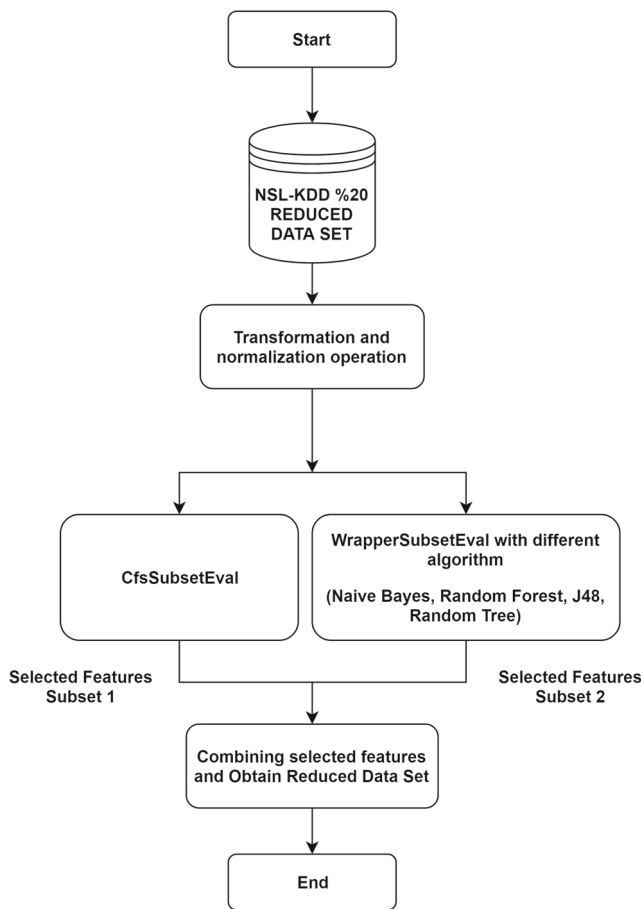 Start
NSL-KDD %20
REDUCED
DATA SET
Transformation and
normalization operation
CfsSubsetEval
WrapperSubsetEval with different
algorithm
(Naive Bayes, Random Forest, J48,
Random Tree)
Selected Features
Subset 1
Selected Features
Subset 2
Combining selected features
and Obtain Reduced Data Set
End